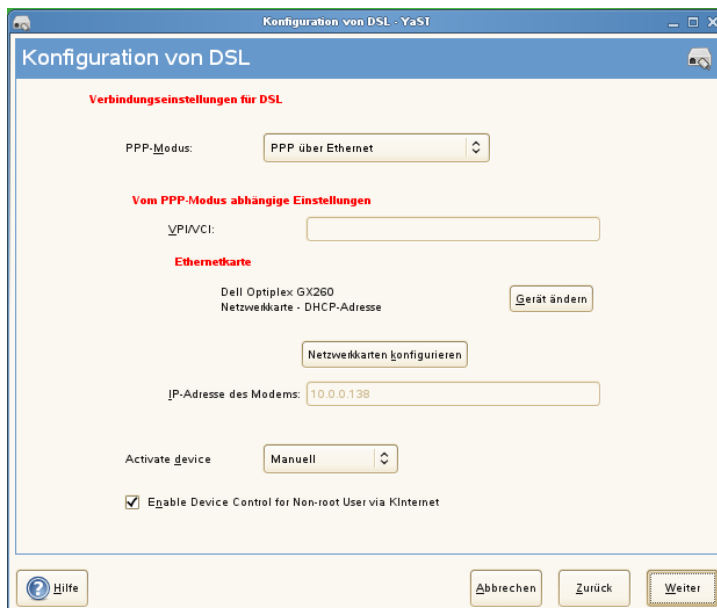 Konfiguration von DSL - YaST
Konfiguration von DSL
Verbindungseinstellungen für DSL
PPP-Modus: PPP über Ethernet
Vom PPP-Modus abhängige Einstellungen
VPI/VCI:
Ethernetkarte
Dell Optiplex GX260
Netzwerkkarte - DHCP-Adresse
Gerät ändern
Netzwerkkarten konfigurieren
IP-Adresse des Modems: 10.0.0.138
Activate device Manuell
Enable Device Control for Non-root User via KInternet
Hilfe Abbrechen Zurück Weiter